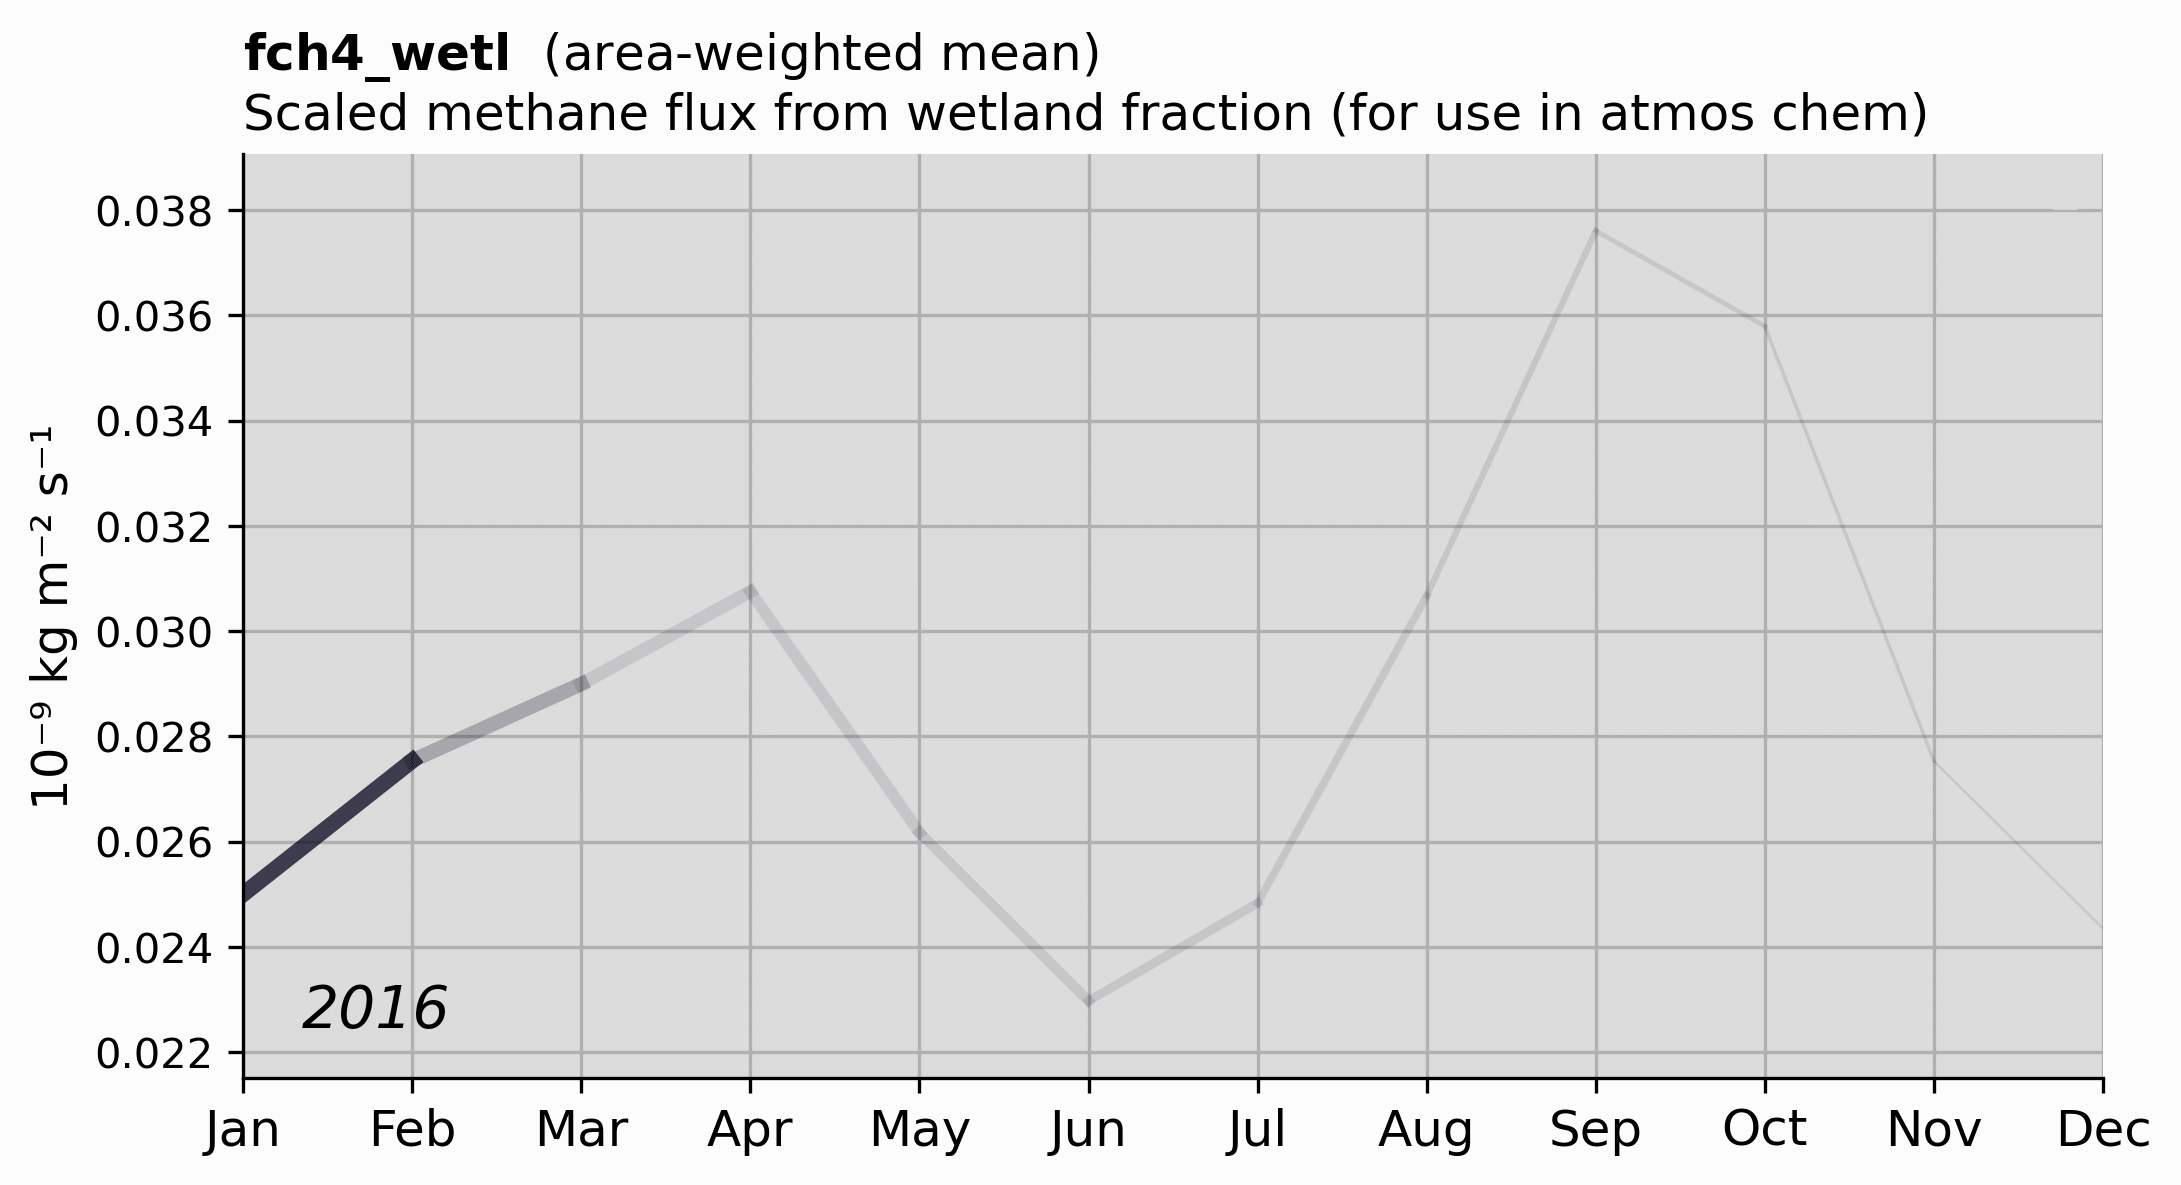 fch4_wetl (area-weighted mean)
Scaled methane flux from wetland fraction (for use in atmos chem)
10⁻⁹ kg m⁻² s⁻¹
0.038
0.036
0.034
0.032
0.030
0.028
0.026
0.024
0.022
2016
Jan Feb Mar Apr May Jun Jul Aug Sep Oct Nov Dec